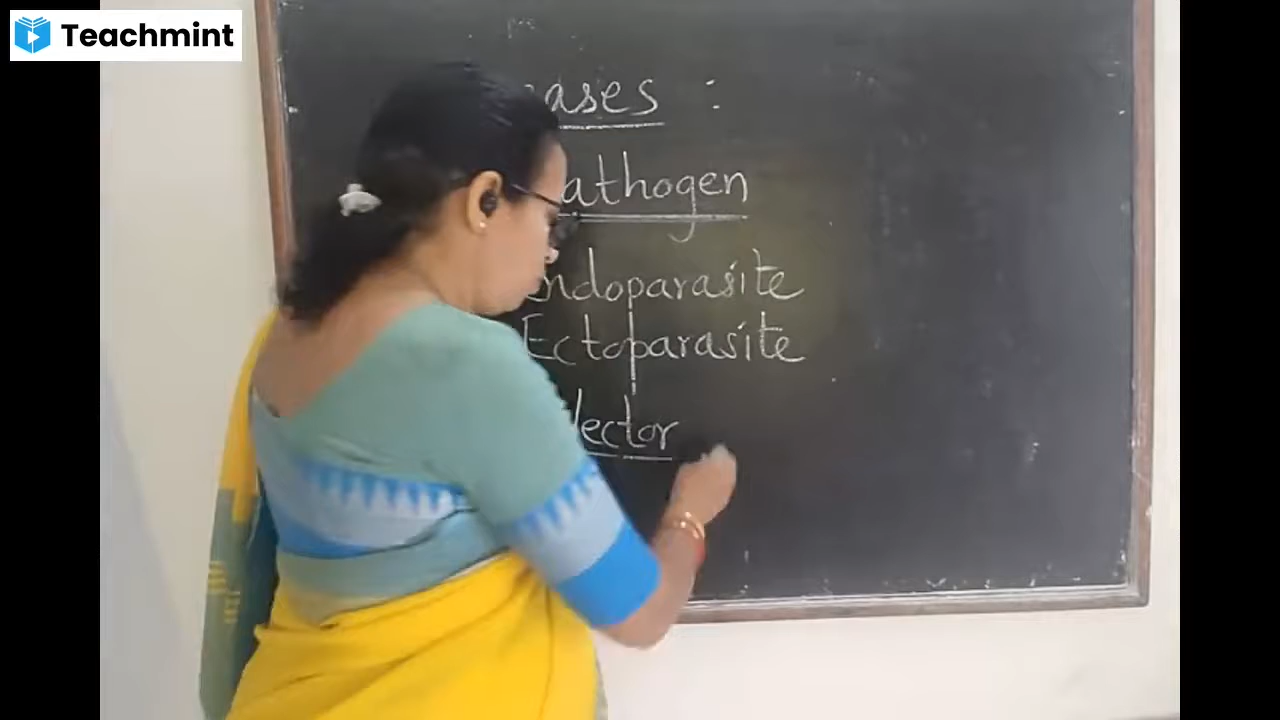 Teachmint
ases :
athogen
ndoparasite
Ectoparasite
ector